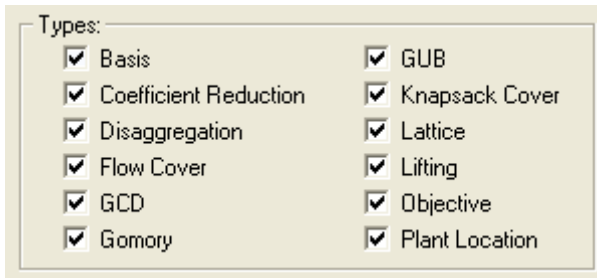 Types:
Basis
Coefficient Reduction
Disaggregation
Flow Cover
GCD
Gomory
GUB
Knapsack Cover
Lattice
Lifting
Objective
Plant Location